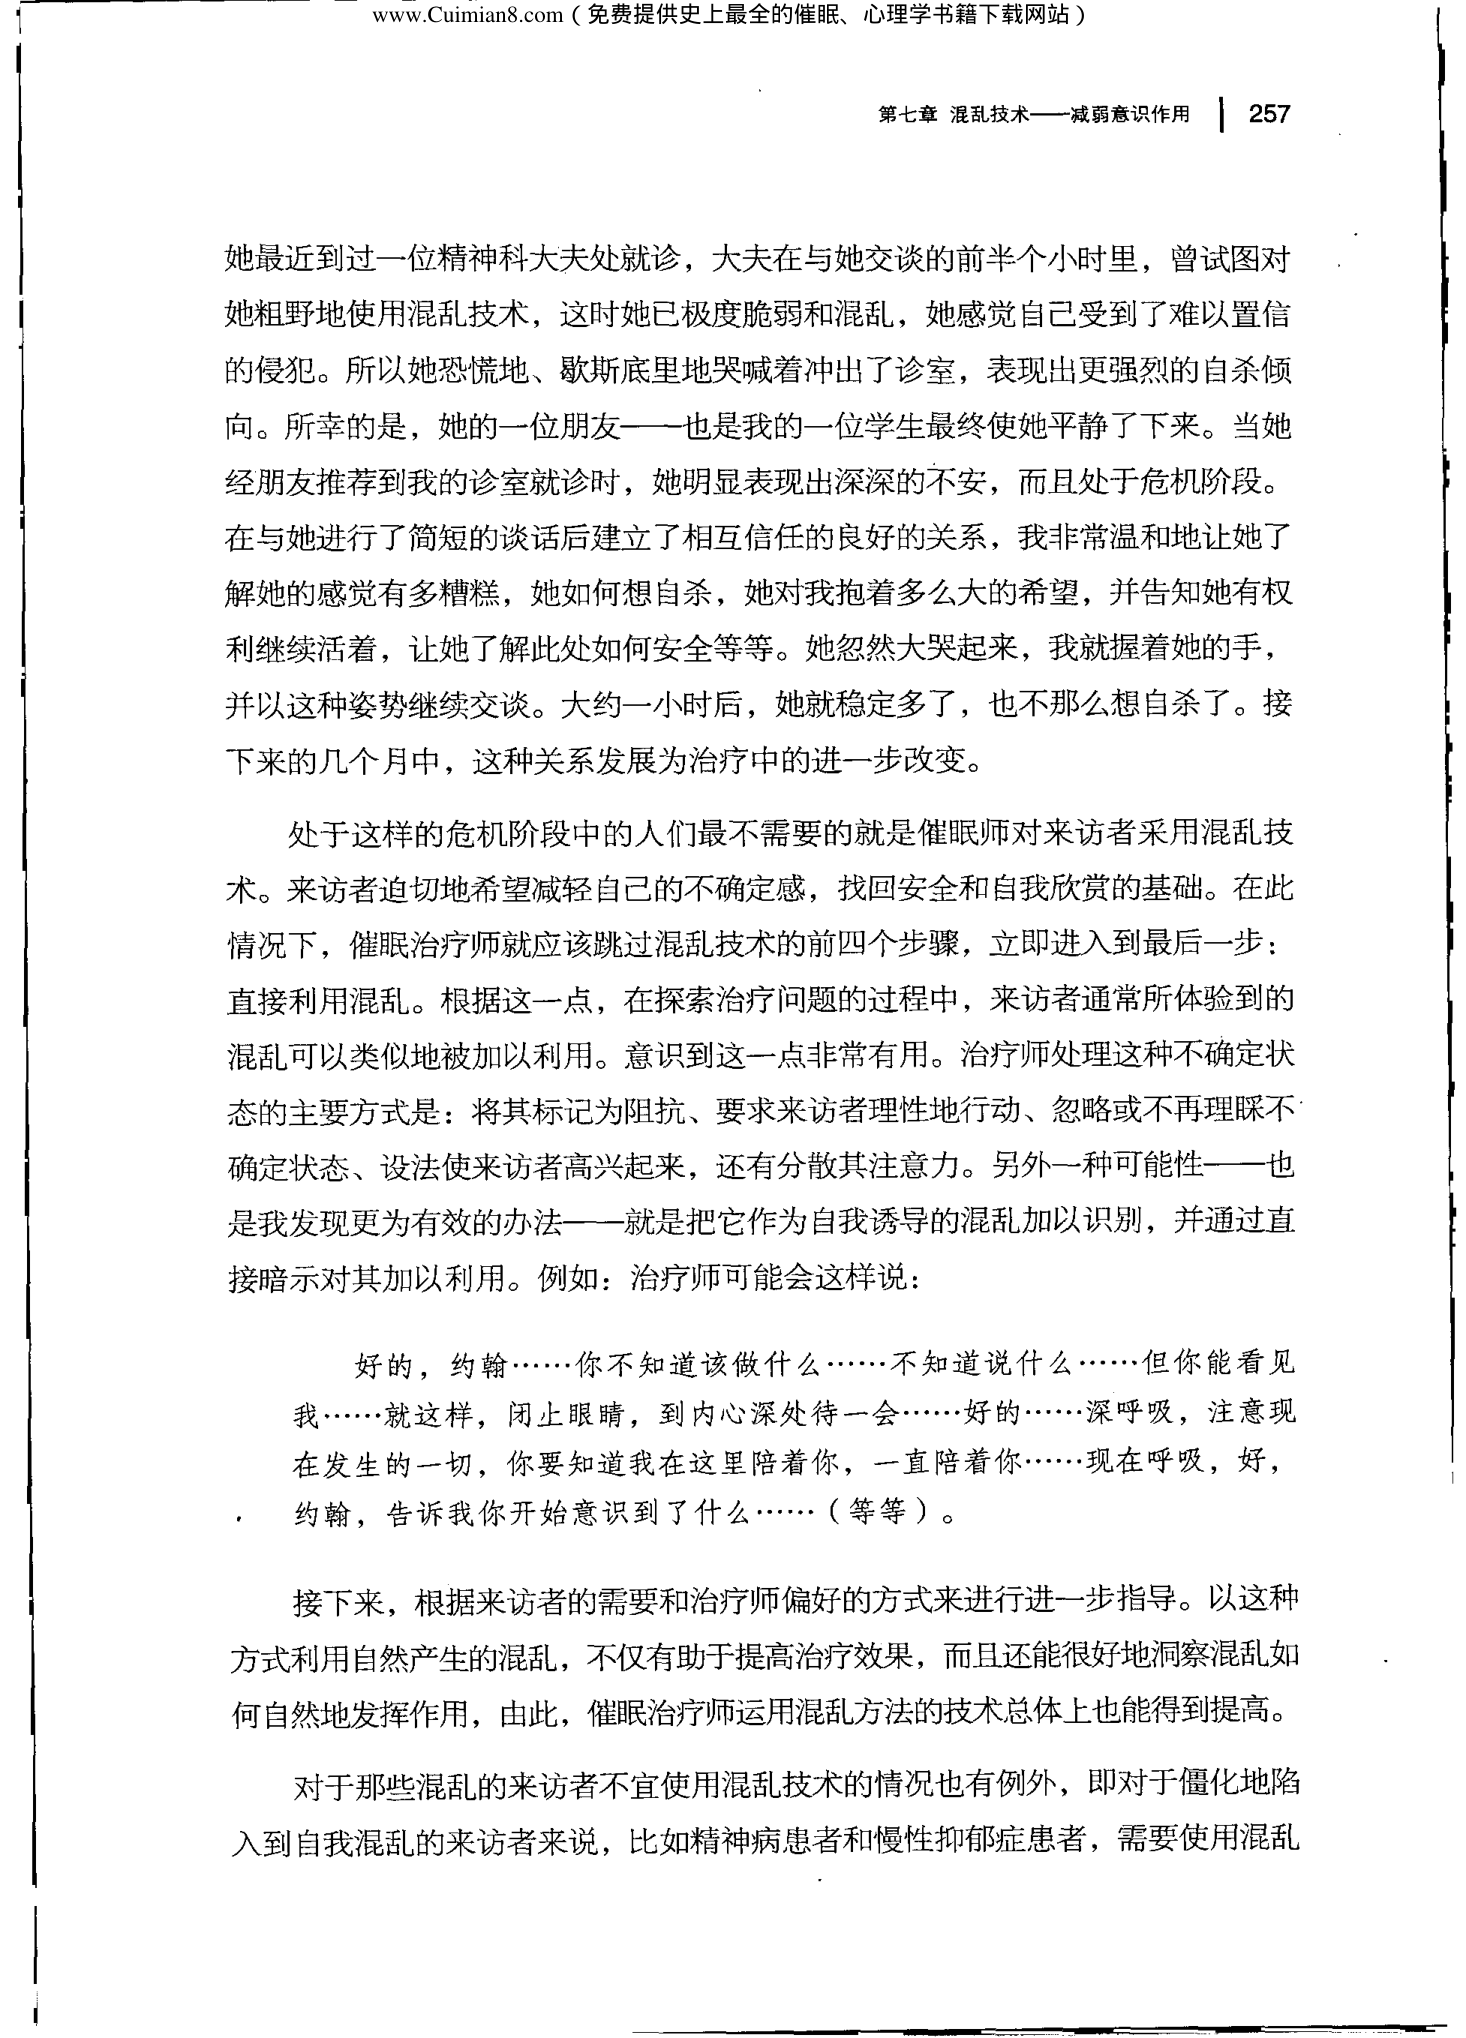 www.Cuimian8.com（免费提供史上最全的催眠、心理学书籍下载网站）
第七章 混乱技术——减弱意识作用 257
她最近到过一位精神科大夫处就诊，大夫在与她交谈的前半个小时里，曾试图对
她粗野地使用混乱技术，这时她已极度脆弱和混乱，她感觉自己受到了难以置信
的侵犯。所以她恐慌地、歇斯底里地哭喊着冲出了诊室，表现出更强烈的自杀倾
向。所幸的是，她的一位朋友——也是我的一位学生最终使她平静了下来。当她
经朋友推荐到我的诊室就诊时，她明显表现出深深的不安，而且处于危机阶段。
在与她进行了简短的谈话后建立了相互信任的良好的关系，我非常温和地让她了
解她的感觉有多糟糕，她如何想自杀，她对我抱着多么大的希望，并告知她有权
利继续活着，让她了解此处如何安全等等。她忽然大哭起来，我就握着她的手，
并以这种姿势继续交谈。大约一小时后，她就稳定多了，也不那么想自杀了。接
下来的几个月中，这种关系发展为治疗中的进一步改变。
处于这样的危机阶段中的人们最不需要的就是催眠师对来访者采用混乱技
术。来访者迫切地希望减轻自己的不确定感，找回安全和自我欣赏的基础。在此
情况下，催眠治疗师就应该跳过混乱技术的前四个步骤，立即进入到最后一步：
直接利用混乱。根据这一点，在探索治疗问题的过程中，来访者通常所体验到的
混乱可以类似地被加以利用。意识到这一点非常有用。治疗师处理这种不确定状
态的主要方式是：将其标记为阻抗、要求来访者理性地行动、忽略或不再理睬不
确定状态、设法使来访者高兴起来，还有分散其注意力。另外一种可能性——也
是我发现更为有效的办法——就是把它作为自我诱导的混乱加以识别，并通过直
接暗示对其加以利用。例如：治疗师可能会这样说：
好的，约翰……你不知道该做什么……不知道说什么……但你能看见
我……就这样，闭止眼睛，到内心深处待一会……好的……深呼吸，注意现
在发生的一切，你要知道我在这里陪着你，一直陪着你……现在呼吸，好，
约翰，告诉我你开始意识到了什么……（等等）。
接下来，根据来访者的需要和治疗师偏好的方式来进行进一步指导。以这种
方式利用自然产生的混乱，不仅有助于提高治疗效果，而且还能很好地洞察混乱如
何自然地发挥作用，由此，催眠治疗师运用混乱方法的技术总体上也能得到提高。
对于那些混乱的来访者不宜使用混乱技术的情况也有例外，即对于僵化地陷
入到自我混乱的来访者来说，比如精神病患者和慢性抑郁症患者，需要使用混乱